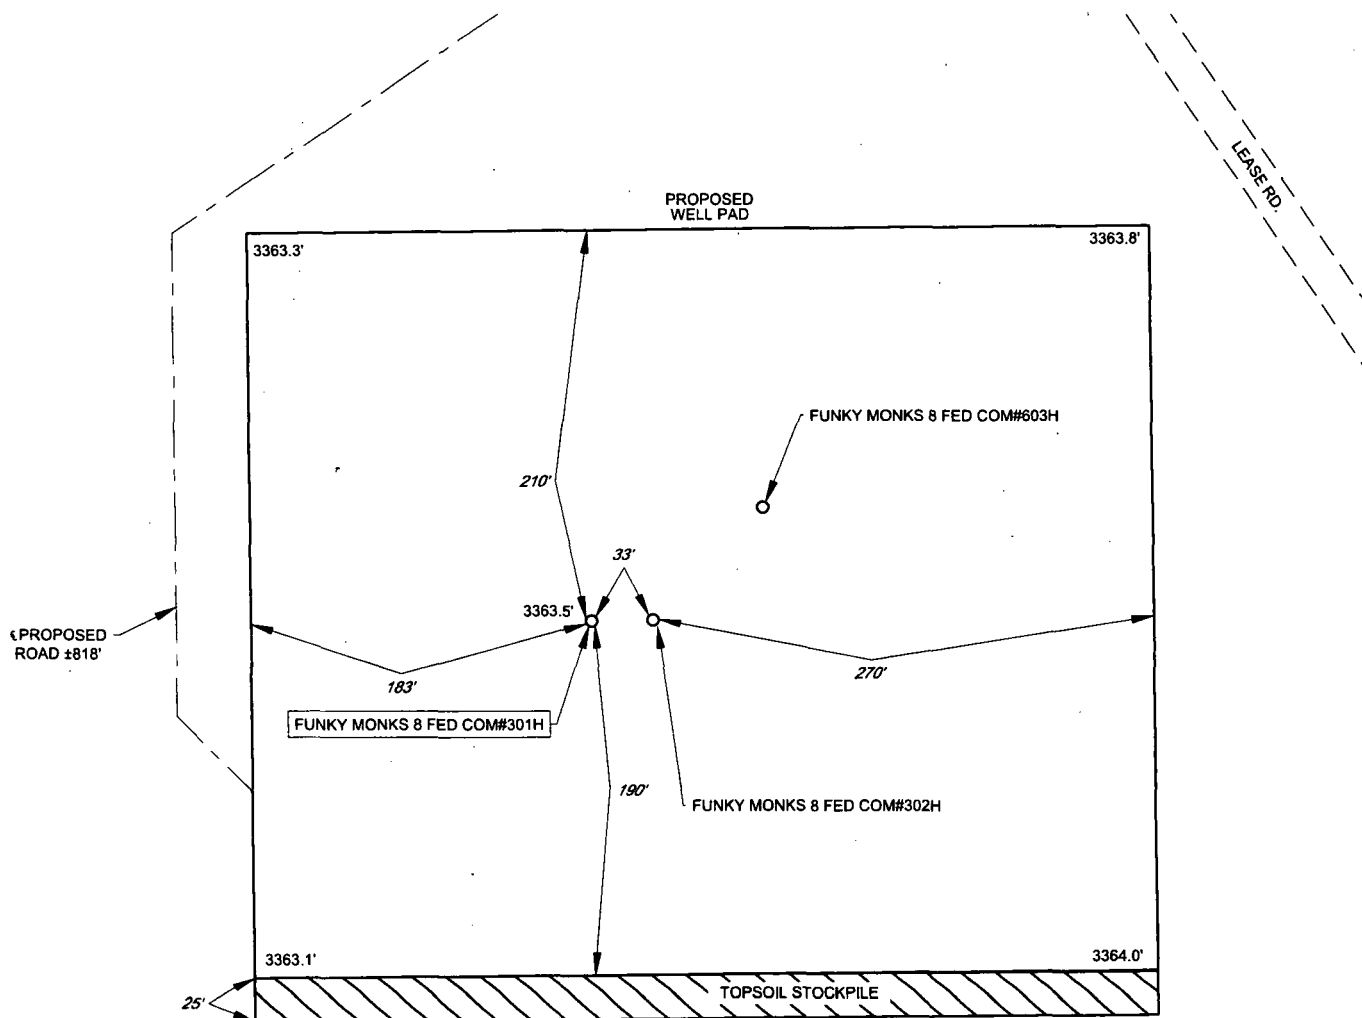 LEASE RD.
PROPOSED
WELL PAD
3363.3'
3363.8'
FUNKY MONKS 8 FED COM#603H
210'
33'
3363.5'
℄PROPOSED
ROAD ±818'
183'
270'
FUNKY MONKS 8 FED COM#301H
190'
FUNKY MONKS 8 FED COM#302H
3363.1'
3364.0'
25'
TOPSOIL STOCKPILE